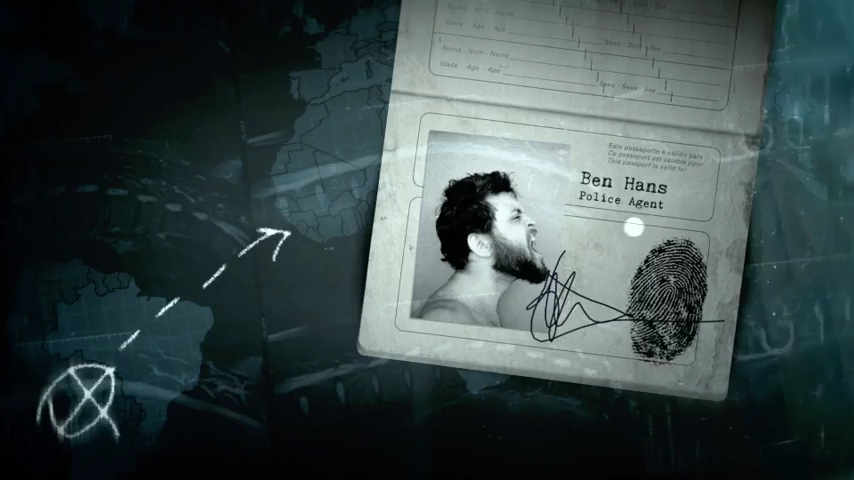 Nome · Nom · Name
Idade · Age · Age
Sexo · Sexe · Sex
Nome · Nom · Name
Idade · Age · Age
Sexo · Sexe · Sex
Este passaporte é válido para
Ce passeport est valable pour
This passport is valid for
Ben Hans
Police Agent